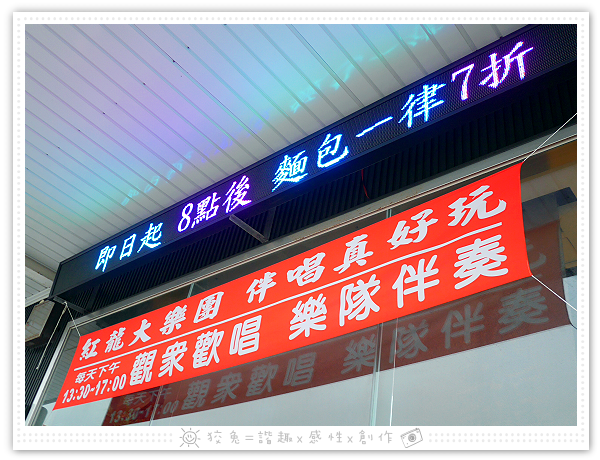 即日起 8點後 麵包一律7折
紅龍大樂團 伴唱真好玩
每天下午
13:30-17:00 觀眾歡唱 樂隊伴奏
狡兔=諧趣x感性x創作